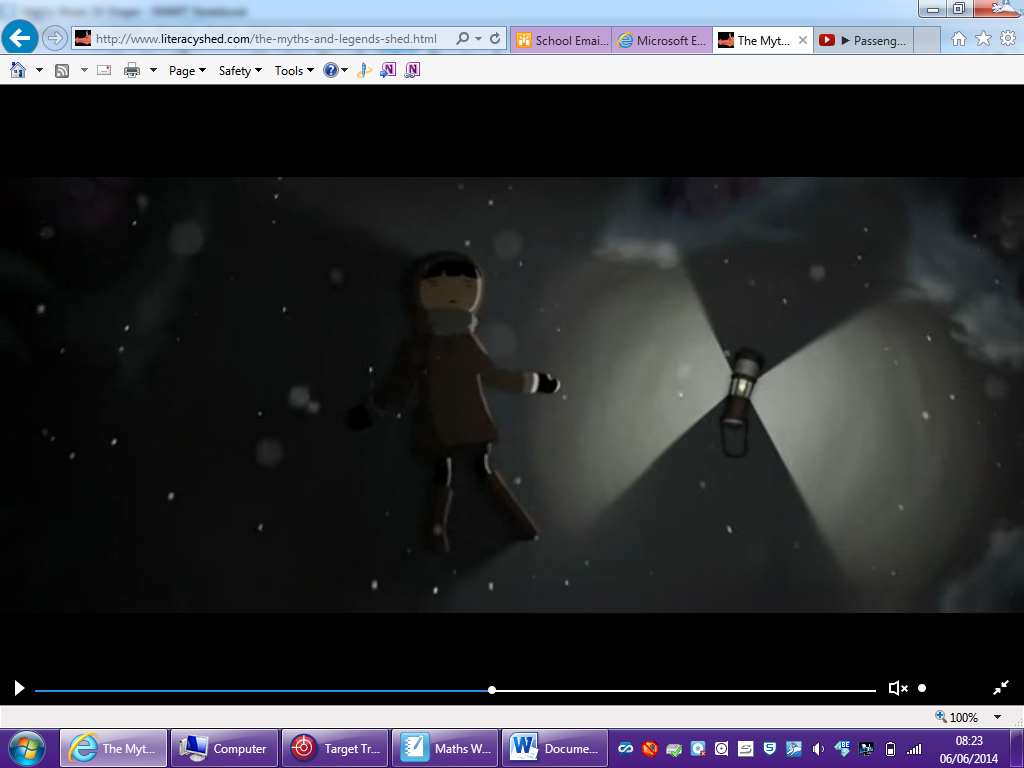 http://www.literacyshed.com/the-myths-and-legends-shed.html
School Emai...
Microsoft E...
The Myt...
► Passeng...
Page
Safety
Tools
100%
The Myt...
Computer
Target Tr...
Maths W...
Docume...
08:23
06/06/2014